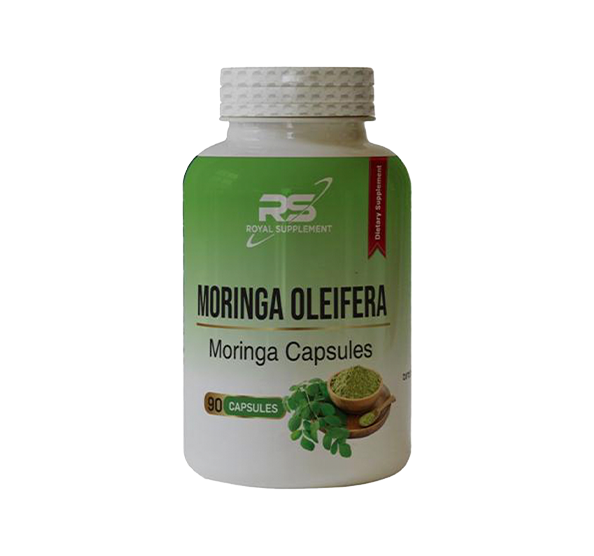 RS
ROYAL SUPPLEMENT
Dietary Supplement
MORINGA OLEIFERA
Moringa Capsules
90 CAPSULES